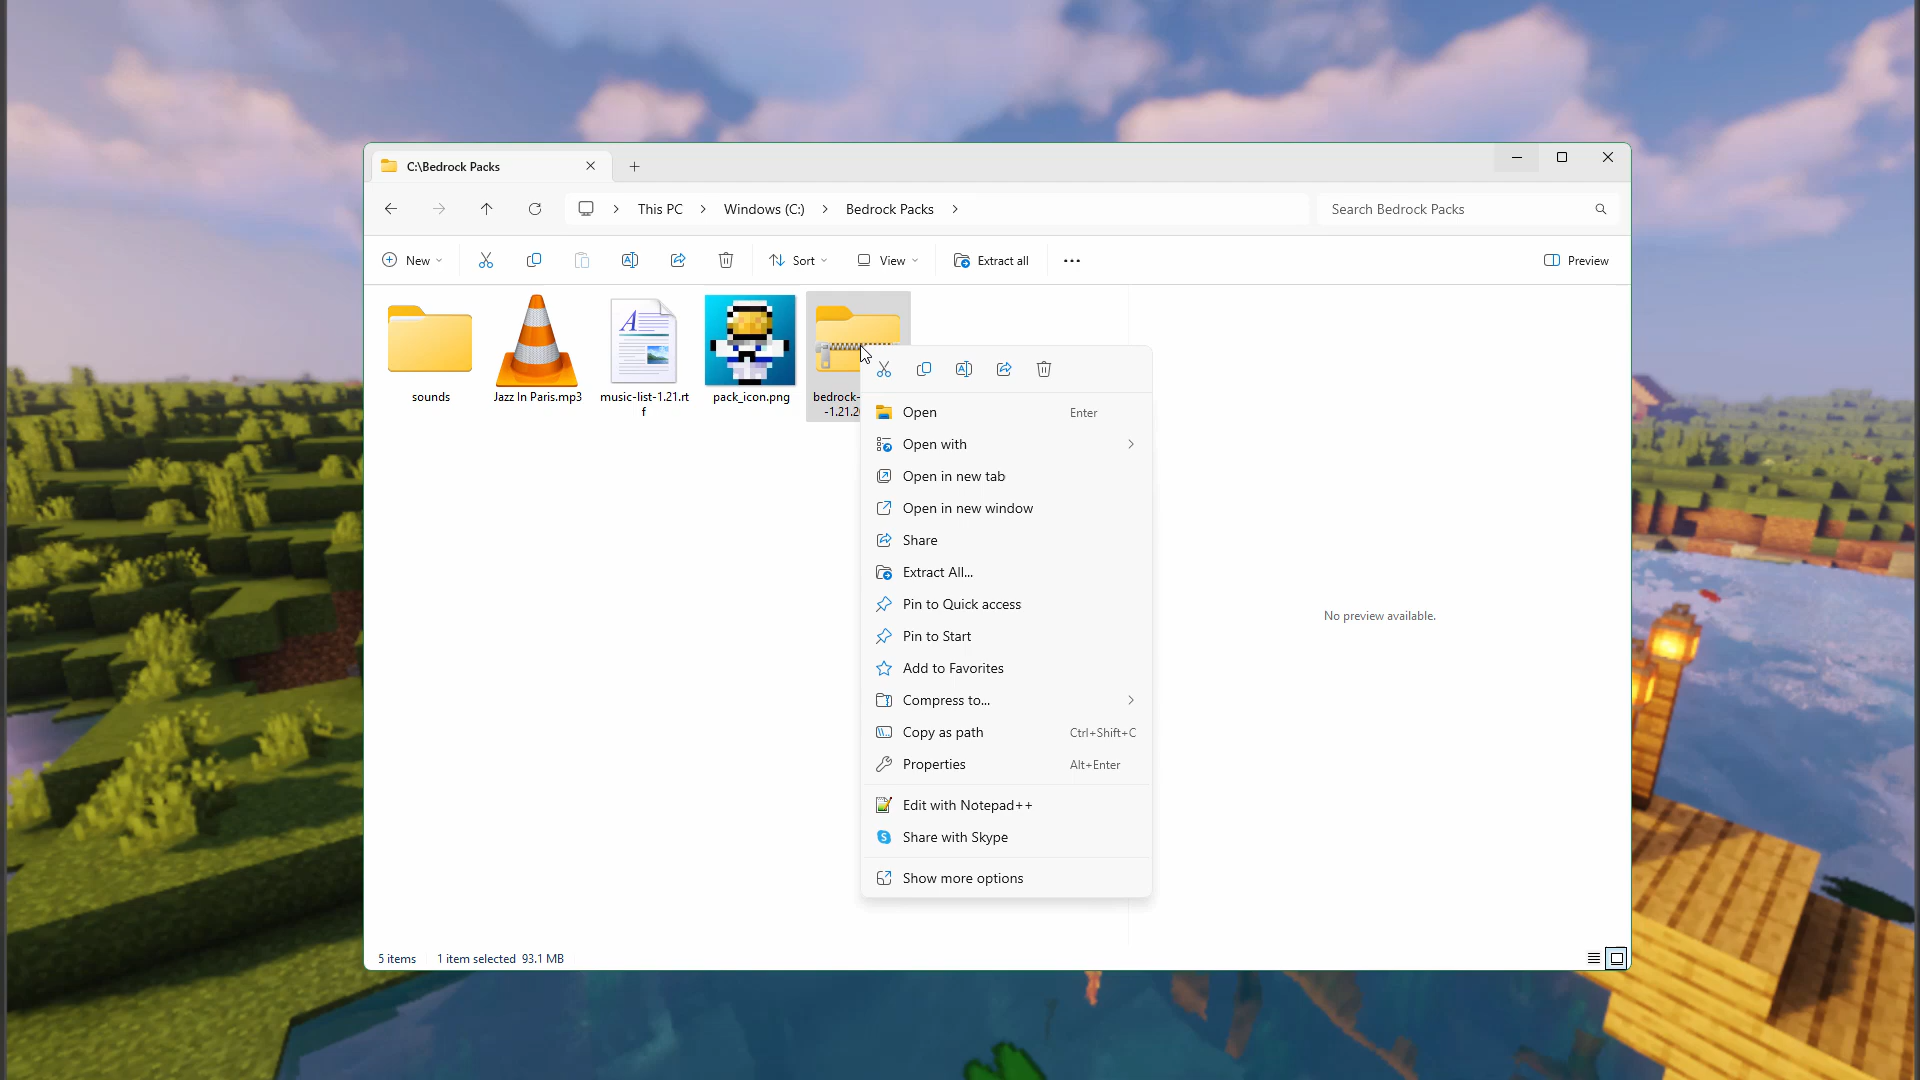 C:\Bedrock Packs
This PC
Windows (C:)
Bedrock Packs
Search Bedrock Packs
New
Sort
View
Extract all
Preview
sounds
Jazz In Paris.mp3
music-list-1.21.rt
f
pack_icon.png
bedrock-
-1.21.2
Open Enter
Open with
Open in new tab
Open in new window
Share
Extract All...
Pin to Quick access
Pin to Start
Add to Favorites
Compress to...
Copy as path Ctrl+Shift+C
Properties Alt+Enter
Edit with Notepad++
Share with Skype
Show more options
No preview available.
5 items 1 item selected 93.1 MB